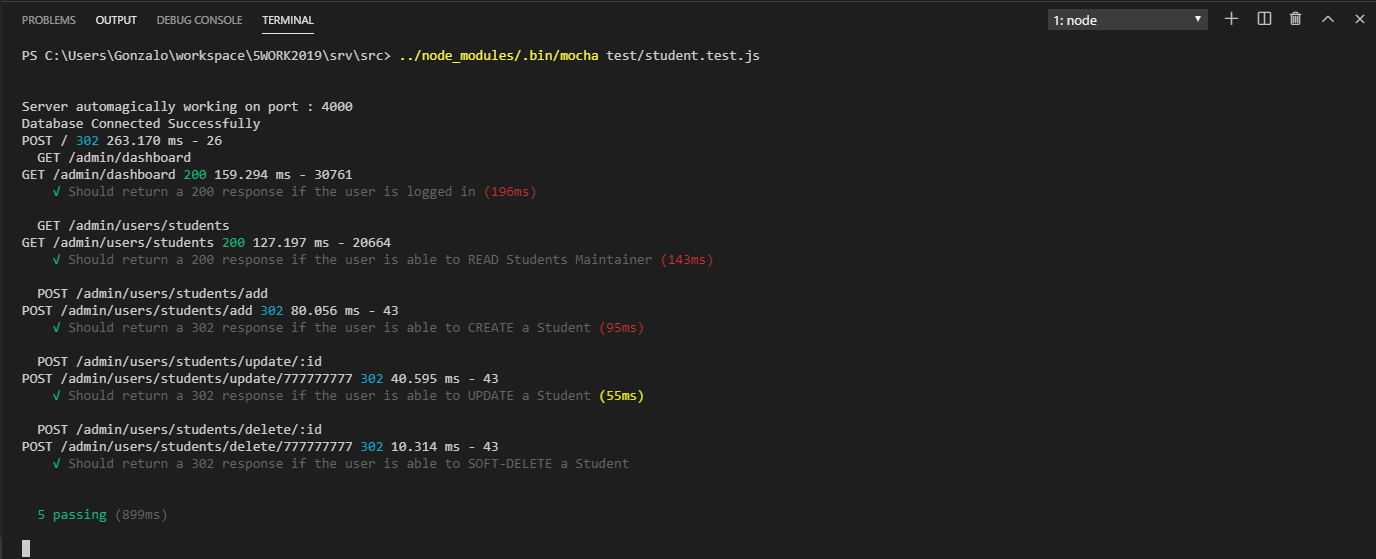 PROBLEMS OUTPUT DEBUG CONSOLE TERMINAL 1: node
PS C:\Users\Gonzalo\workspace\5WORK2019\srv\src> ../node_modules/.bin/mocha test/student.test.js
Server automagically working on port : 4000
Database Connected Successfully
POST / 302 263.170 ms - 26
GET /admin/dashboard
GET /admin/dashboard 200 159.294 ms - 30761
√ Should return a 200 response if the user is logged in (196ms)
GET /admin/users/students
GET /admin/users/students 200 127.197 ms - 20664
√ Should return a 200 response if the user is able to READ Students Maintainer (143ms)
POST /admin/users/students/add
POST /admin/users/students/add 302 80.056 ms - 43
√ Should return a 302 response if the user is able to CREATE a Student (95ms)
POST /admin/users/students/update/:id
POST /admin/users/students/update/777777777 302 40.595 ms - 43
√ Should return a 302 response if the user is able to UPDATE a Student (55ms)
POST /admin/users/students/delete/:id
POST /admin/users/students/delete/777777777 302 10.314 ms - 43
√ Should return a 302 response if the user is able to SOFT-DELETE a Student
5 passing (899ms)